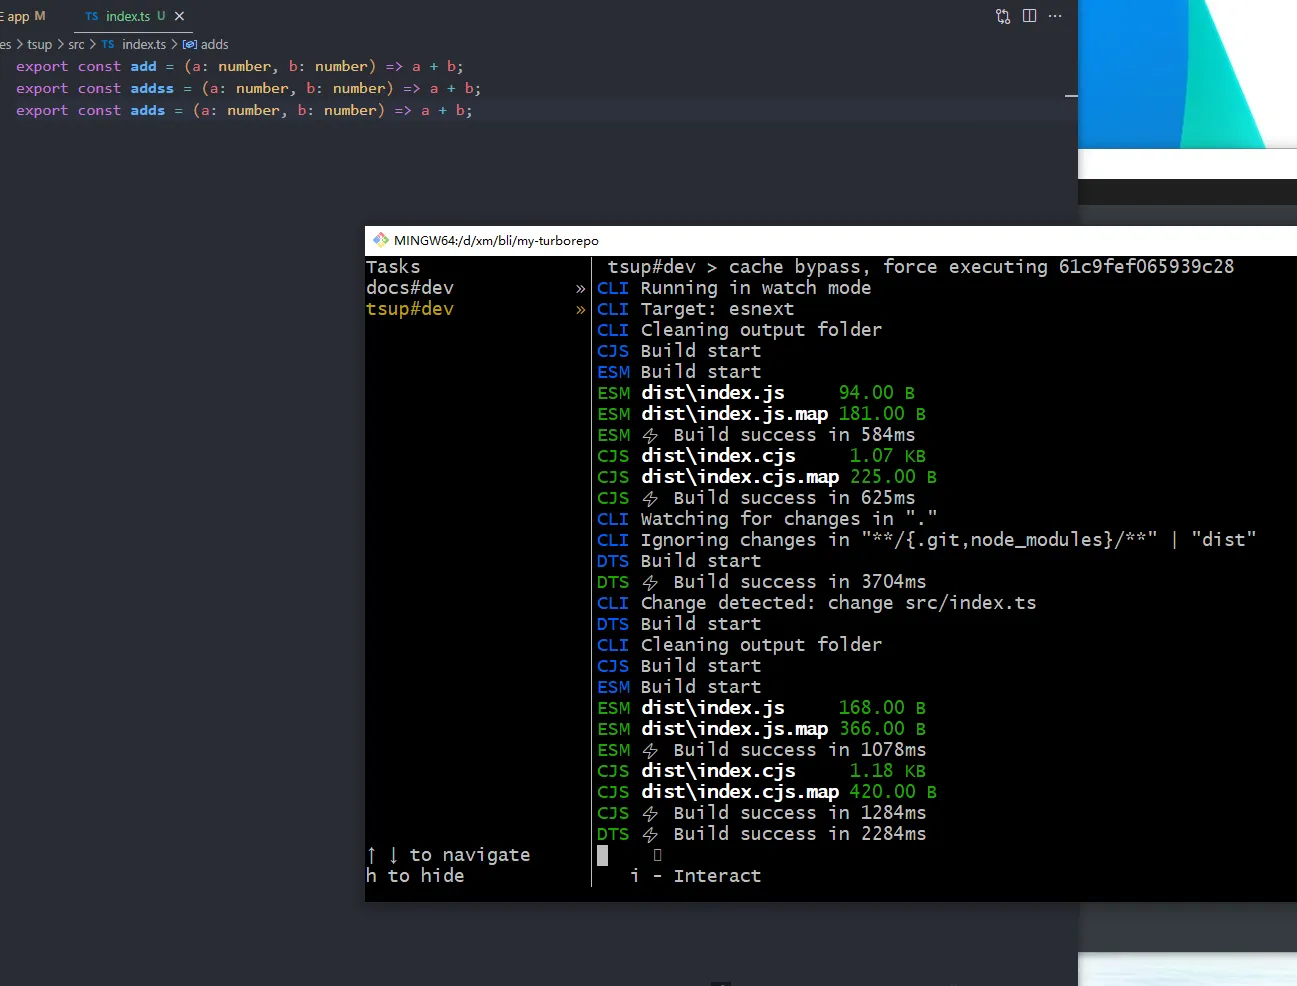 E app M
TS index.ts U
es > tsup > src > TS index.ts > adds
export const add = (a: number, b: number) => a + b;
export const addss = (a: number, b: number) => a + b;
export const adds = (a: number, b: number) => a + b;
MINGW64:/d/xm/bli/my-turborepo
Tasks
docs#dev »
tsup#dev »
↑ ↓ to navigate
h to hide
tsup#dev > cache bypass, force executing 61c9fef065939c28
CLI Running in watch mode
CLI Target: esnext
CLI Cleaning output folder
CJS Build start
ESM Build start
ESM dist\index.js 94.00 B
ESM dist\index.js.map 181.00 B
ESM ⚡ Build success in 584ms
CJS dist\index.cjs 1.07 KB
CJS dist\index.cjs.map 225.00 B
CJS ⚡ Build success in 625ms
CLI Watching for changes in "."
CLI Ignoring changes in "**/{.git,node_modules}/**" | "dist"
DTS Build start
DTS ⚡ Build success in 3704ms
CLI Change detected: change src/index.ts
DTS Build start
CLI Cleaning output folder
CJS Build start
ESM Build start
ESM dist\index.js 168.00 B
ESM dist\index.js.map 366.00 B
ESM ⚡ Build success in 1078ms
CJS dist\index.cjs 1.18 KB
CJS dist\index.cjs.map 420.00 B
CJS ⚡ Build success in 1284ms
DTS ⚡ Build success in 2284ms
i - Interact